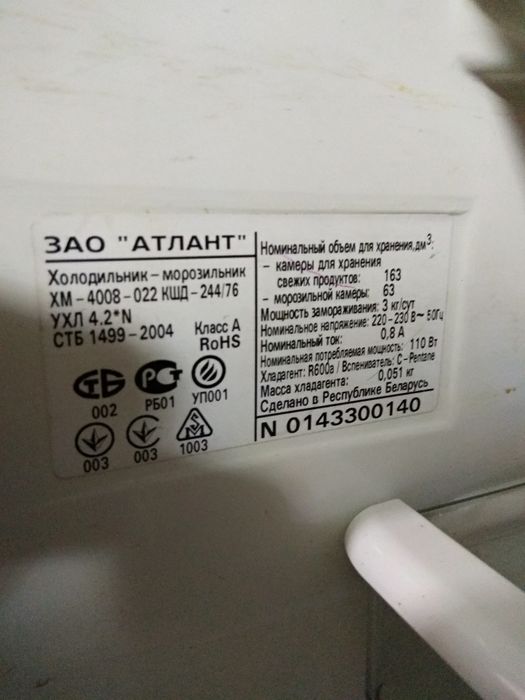 ЗАО "АТЛАНТ"
Холодильник – морозильник
ХМ – 4008 – 022 КШД – 244/76
УХЛ 4.2*N
СТБ 1499 – 2004 Класс А
RoHS
СТБ РСТ
002 РБ01 УП001
003 003 1003
Номинальный объем для хранения, дм³:
– камеры для хранения
свежих продуктов: 163
– морозильной камеры: 63
Мощность замораживания: 3 кг/сут
Номинальное напряжение: 220 – 230 В ~ 50Гц
Номинальный ток: 0,8 А
Номинальная потребляемая мощность: 110 Вт
Хладагент: R600a / Вспениватель: C – Pentane
Масса хладагента: 0,051 кг
Сделано в Республике Беларусь
N 0143300140